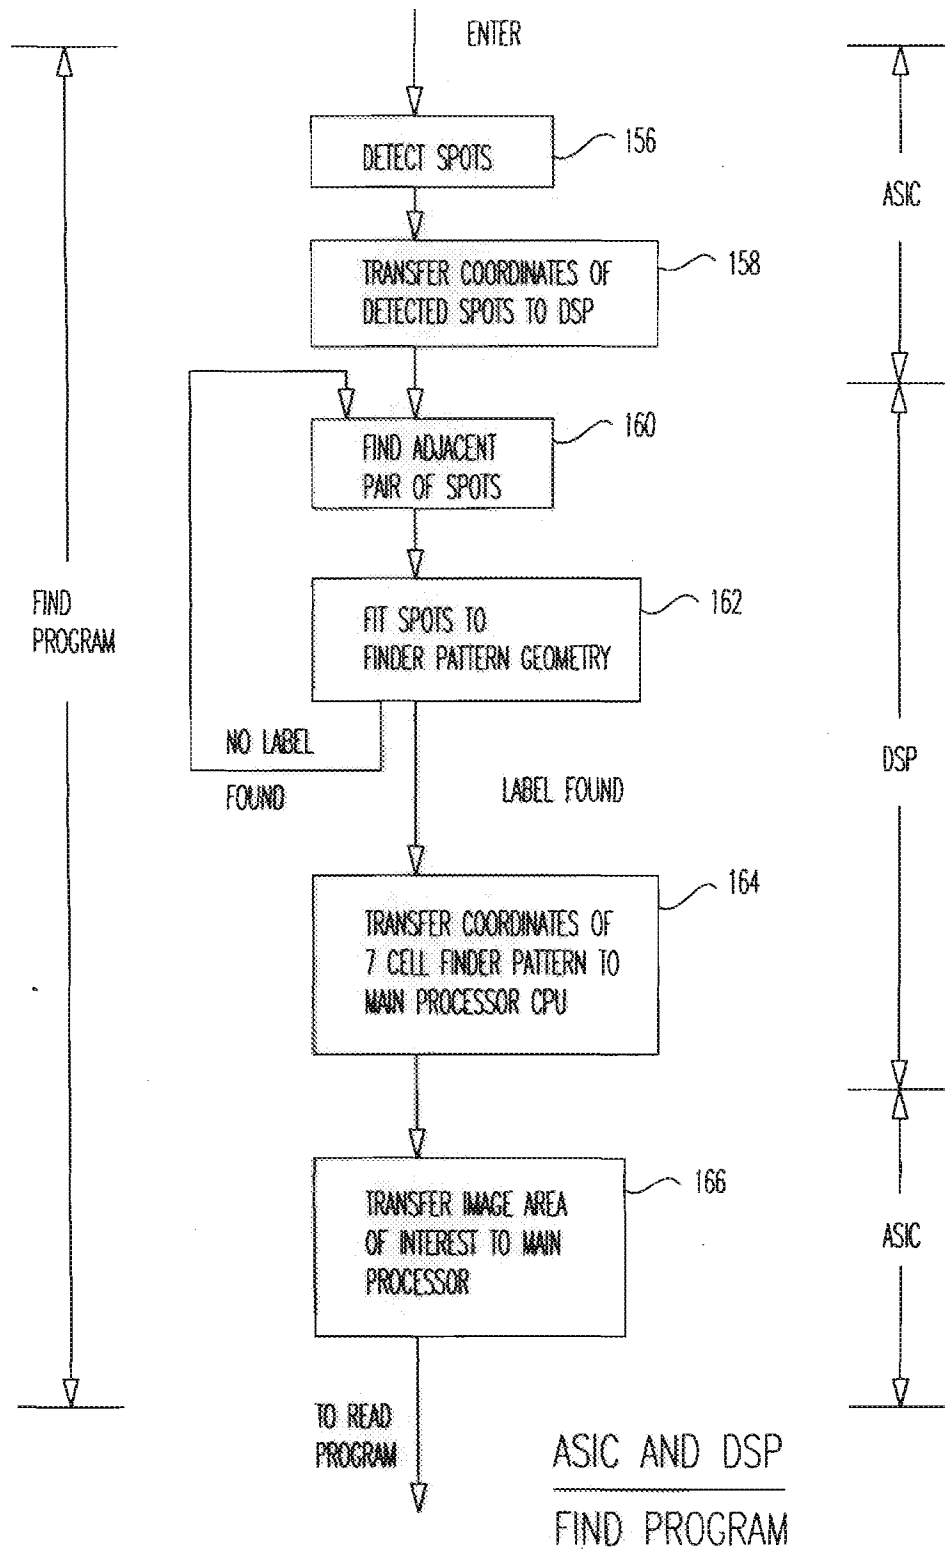 ENTER
DETECT SPOTS
156
ASIC
TRANSFER COORDINATES OF
DETECTED SPOTS TO DSP
158
FIND ADJACENT
PAIR OF SPOTS
160
FIND
PROGRAM
FIT SPOTS TO
FINDER PATTERN GEOMETRY
162
NO LABEL
FOUND
LABEL FOUND
DSP
TRANSFER COORDINATES OF
7 CELL FINDER PATTERN TO
MAIN PROCESSOR CPU
164
TRANSFER IMAGE AREA
OF INTEREST TO MAIN
PROCESSOR
166
ASIC
TO READ
PROGRAM
ASIC AND DSP
FIND PROGRAM